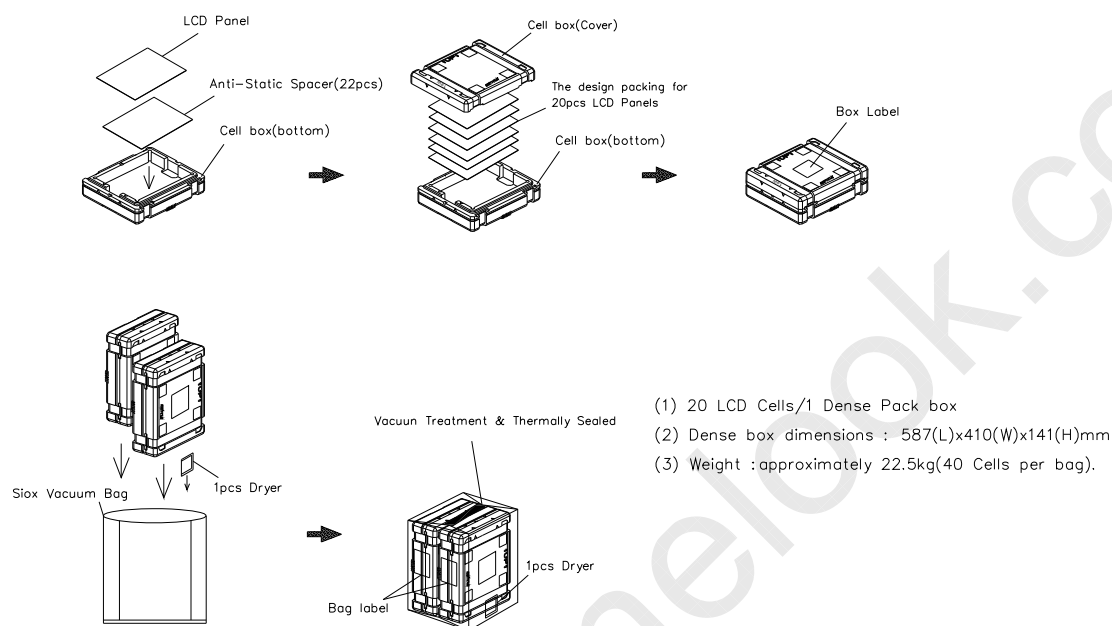 LCD Panel
Anti-Static Spacer(22pcs)
Cell box(bottom)
Cell box(Cover)
The design packing for
20pcs LCD Panels
Cell box(bottom)
Box Label
1pcs Dryer
Siox Vacuum Bag
Vacuun Treatment & Thermally Sealed
1pcs Dryer
Bag label
(1) 20 LCD Cells/1 Dense Pack box
(2) Dense box dimensions : 587(L)x410(W)x141(H)mm
(3) Weight :approximately 22.5kg(40 Cells per bag).